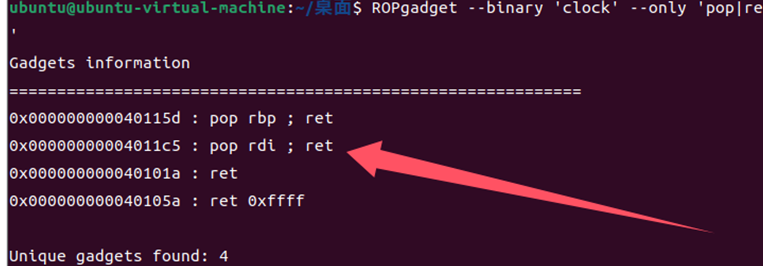 ubuntu@ubuntu-virtual-machine:~/桌面$ ROPgadget --binary 'clock' --only 'pop|re
'
Gadgets information
============================================================
0x000000000040115d : pop rbp ; ret
0x00000000004011c5 : pop rdi ; ret
0x000000000040101a : ret
0x000000000040105a : ret 0xffff
Unique gadgets found: 4